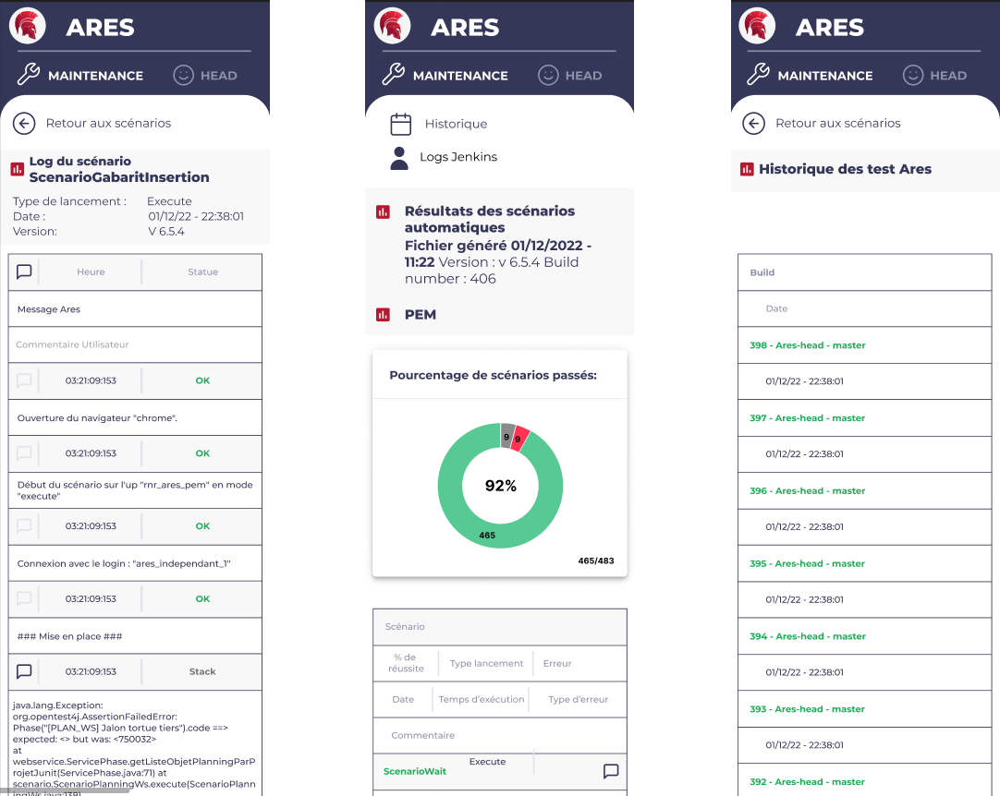 ARES
MAINTENANCE HEAD
Retour aux scénarios
Log du scénario
ScenarioGabaritInsertion
Type de lancement : Execute
Date : 01/12/22 - 22:38:01
Version: V 6.5.4
Heure Statue
Message Ares
Commentaire Utilisateur
03:21:09:153 OK
Ouverture du navigateur "chrome".
03:21:09:153 OK
Début du scénario sur l'up "rnr_ares_pem" en mode
"execute"
03:21:09:153 OK
Connexion avec le login : "ares_independant_1"
03:21:09:153 OK
### Mise en place ###
03:21:09:153 Stack
java.lang.Exception:
org.opentest4j.AssertionFailedError:
Phase("[PLAN_WS] Jalon tortue tiers").code ==>
expected: <> but was: <750032>
at
webservice.ServicePhase.getListeObjetPlanningParP
rojetJunit(ServicePhase.java:71) at
scenario.ScenarioPlanningWs.execute(ScenarioPlann
ingWs.java:138)
ARES
MAINTENANCE HEAD
Historique
Logs Jenkins
Résultats des scénarios
automatiques
Fichier généré 01/12/2022 -
11:22 Version : v 6.5.4 Build
number : 406
PEM
Pourcentage de scénarios passés:
9 9
92%
465
465/483
Scénario
% de
réussite Type lancement Erreur
Date Temps d'exécution Type d'erreur
Commentaire
Execute
ScenarioWait
ARES
MAINTENANCE HEAD
Retour aux scénarios
Historique des test Ares
Build
Date
398 - Ares-head - master
01/12/22 - 22:38:01
397 - Ares-head - master
01/12/22 - 22:38:01
396 - Ares-head - master
01/12/22 - 22:38:01
395 - Ares-head - master
01/12/22 - 22:38:01
394 - Ares-head - master
01/12/22 - 22:38:01
393 - Ares-head - master
01/12/22 - 22:38:01
392 - Ares-head - master